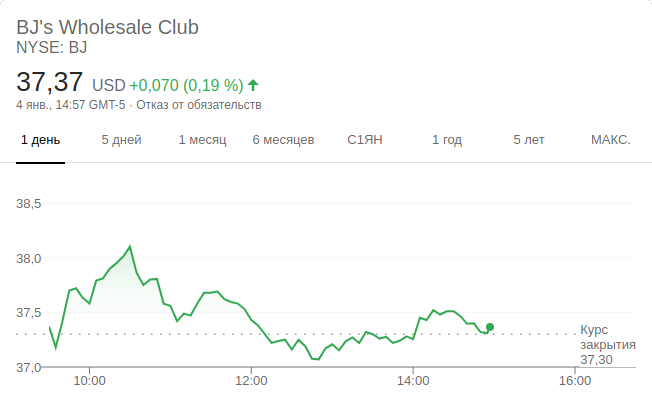 BJ's Wholesale Club
NYSE: BJ
37,37 USD +0,070 (0,19 %)
4 янв., 14:57 GMT-5 · Отказ от обязательств
1 день 5 дней 1 месяц 6 месяцев С1ЯН 1 год 5 лет МАКС.
38,5
38,0
37,5
Курс
закрытия
37,30
37,0
10:00 12:00 14:00 16:00